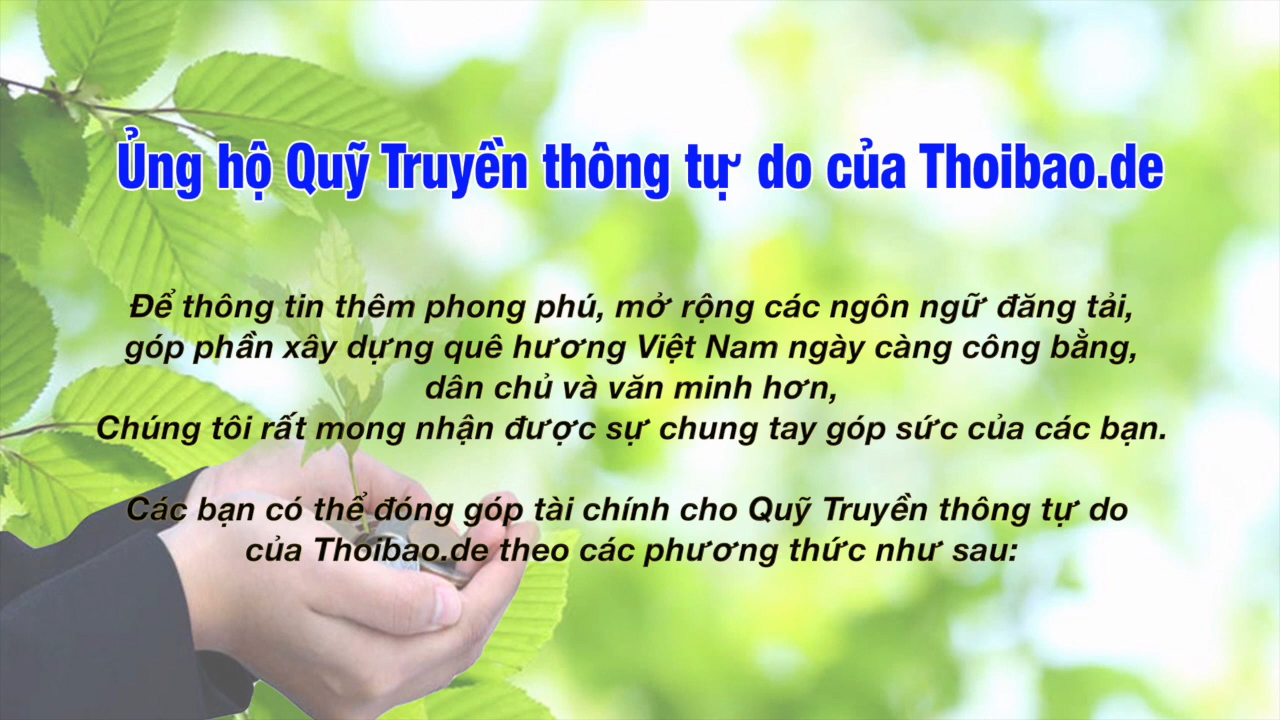 Ủng hộ Quỹ Truyền thông tự do của Thoibao.de
Để thông tin thêm phong phú, mở rộng các ngôn ngữ đăng tải,
góp phần xây dựng quê hương Việt Nam ngày càng công bằng,
dân chủ và văn minh hơn,
Chúng tôi rất mong nhận được sự chung tay góp sức của các bạn.
Các bạn có thể đóng góp tài chính cho Quỹ Truyền thông tự do
của Thoibao.de theo các phương thức như sau: